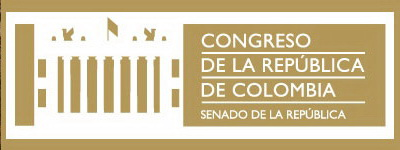 CONGRESO
DE LA REPÚBLICA
DE COLOMBIA
SENADO DE LA REPÚBLICA